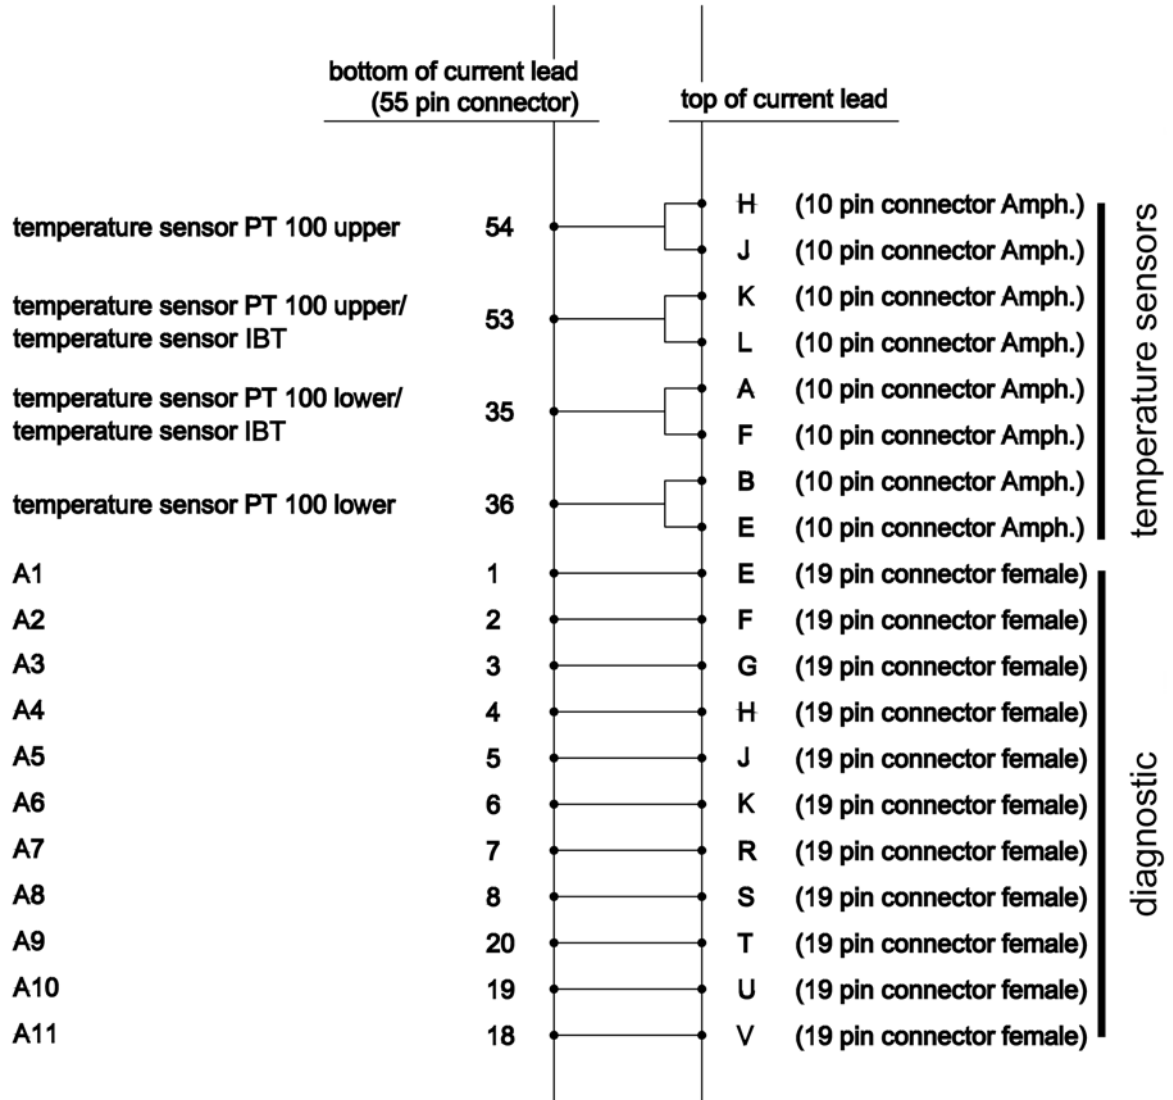 bottom of current lead
(55 pin connector)
top of current lead
temperature sensor PT 100 upper 54 H (10 pin connector Amph.)
J (10 pin connector Amph.)
temperature sensor PT 100 upper/
temperature sensor IBT 53 K (10 pin connector Amph.)
L (10 pin connector Amph.)
temperature sensor PT 100 lower/
temperature sensor IBT 35 A (10 pin connector Amph.)
F (10 pin connector Amph.)
temperature sensor PT 100 lower 36 B (10 pin connector Amph.)
E (10 pin connector Amph.)
temperature sensors
A1 1 E (19 pin connector female)
A2 2 F (19 pin connector female)
A3 3 G (19 pin connector female)
A4 4 H (19 pin connector female)
A5 5 J (19 pin connector female)
A6 6 K (19 pin connector female)
A7 7 R (19 pin connector female)
A8 8 S (19 pin connector female)
A9 20 T (19 pin connector female)
A10 19 U (19 pin connector female)
A11 18 V (19 pin connector female)
diagnostic